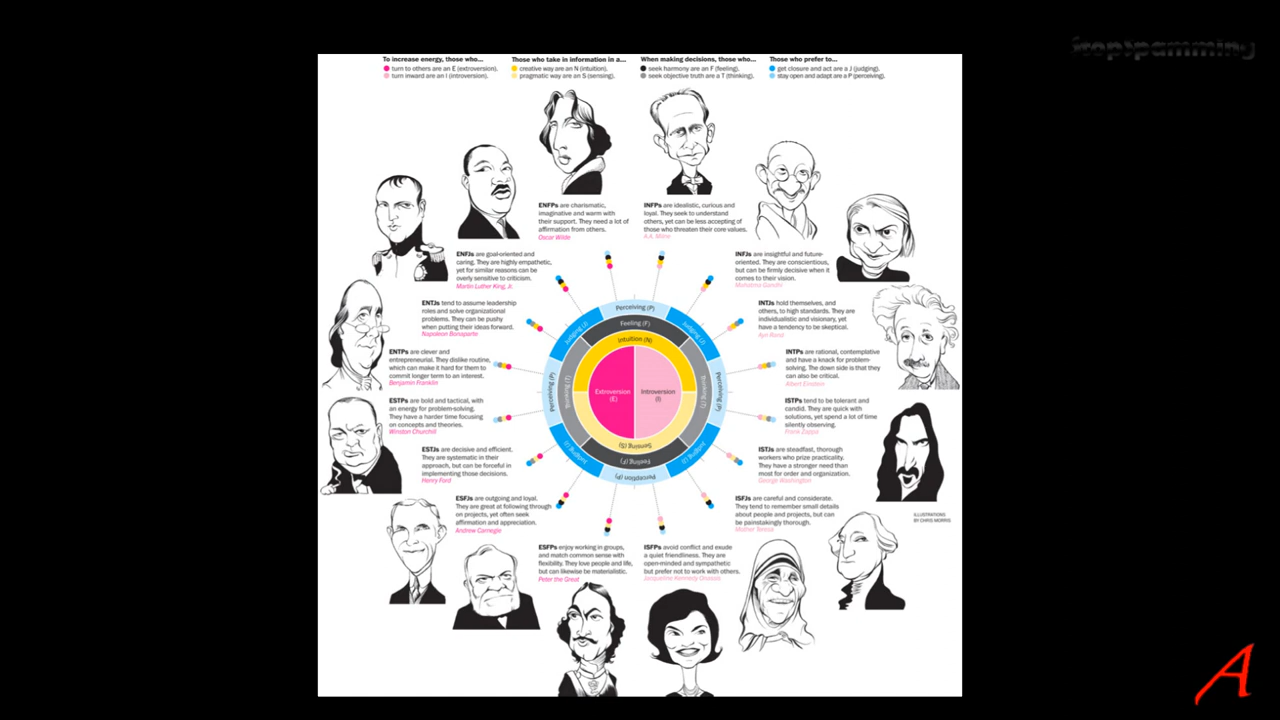 StopSpamming
To increase energy, those who...
turn to others are an E (extroversion).
turn inward are an I (introversion).
Those who take in information in a...
creative way are an N (intuition).
pragmatic way are an S (sensing).
When making decisions, those who...
seek harmony are an F (feeling).
seek objective truth are a T (thinking).
Those who prefer to...
get closure and act are a J (judging).
stay open and adapt are a P (perceiving).
ENFPs are charismatic,
imaginative and warm with
their support. They need a lot of
affirmation from others.
Oscar Wilde
INFPs are idealistic, curious and
loyal. They seek to understand
others, yet can be less accepting of
those who threaten their core values.
A.A. Milne
ENFJs are goal-oriented and
caring. They are highly empathetic,
yet for similar reasons can be
overly sensitive to criticism.
Martin Luther King, Jr.
INFJs are insightful and future-
oriented. They are conscientious,
but can be firmly decisive when it
comes to their vision.
Mahatma Gandhi
ENTJs tend to assume leadership
roles and solve organizational
problems. They can be pushy
when putting their ideas forward.
Napoleon Bonaparte
INTJs hold themselves, and
others, to high standards. They are
individualistic and visionary, yet
have a tendency to be skeptical.
Ayn Rand
ENTPs are clever and
entrepreneurial. They dislike routine,
which can make it hard for them to
commit longer term to an interest.
Benjamin Franklin
INTPs are rational, contemplative
and have a knack for problem-
solving. The down side is that they
can also be critical.
Albert Einstein
ESTPs are bold and tactical, with
an energy for problem-solving.
They have a harder time focusing
on concepts and theories.
Winston Churchill
ISTPs tend to be tolerant and
candid. They are quick with
solutions, yet spend a lot of time
silently observing.
Frank Zappa
ESTJs are decisive and efficient.
They are systematic in their
approach, but can be forceful in
implementing those decisions.
Henry Ford
ISTJs are steadfast, thorough
workers who prize practicality.
They have a stronger need than
most for order and organization.
George Washington
ESFJs are outgoing and loyal.
They are great at following through
on projects, yet often seek
affirmation and appreciation.
Andrew Carnegie
ISFJs are careful and considerate.
They tend to remember small details
about people and projects, but can
be painstakingly thorough.
Mother Teresa
ESFPs enjoy working in groups,
and match common sense with
flexibility. They love people and life,
but can likewise be materialistic.
Peter the Great
ISFPs avoid conflict and exude
a quiet friendliness. They are
open-minded and sympathetic
but prefer not to work with others.
Jacqueline Kennedy Onassis
Perceiving (P)
Feeling (F)
Intuition (N)
Judging (J)
Judging (J)
Perceiving (P)
Thinking (T)
Extroversion
(E)
Introversion
(I)
Thinking (T)
Perceiving (P)
Sensing (S)
Feeling (F)
Judging (J)
Judging (J)
Perception (P)
ILLUSTRATIONS
BY CHRIS MORRIS
A